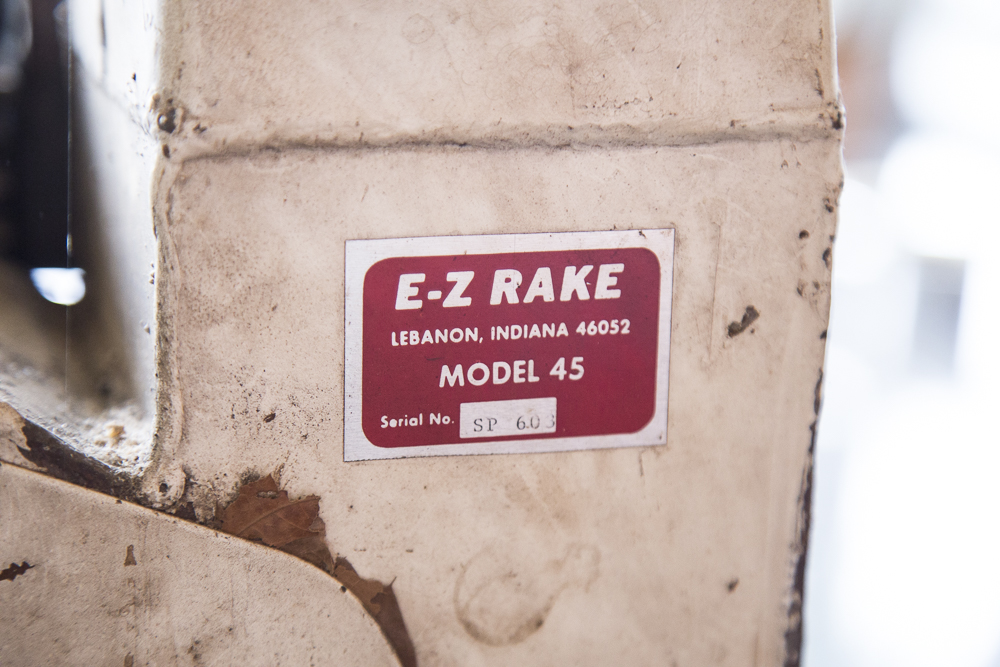 E-Z RAKE
LEBANON, INDIANA 46052
MODEL 45
Serial No. SP 603